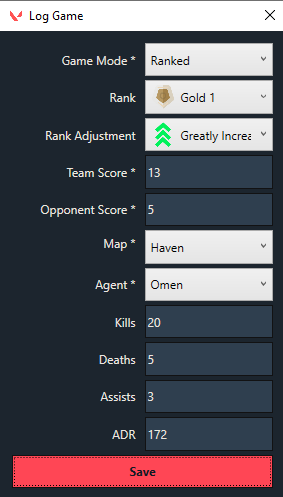 Log Game
Game Mode * Ranked
Rank Gold 1
Rank Adjustment Greatly Increa
Team Score * 13
Opponent Score * 5
Map * Haven
Agent * Omen
Kills 20
Deaths 5
Assists 3
ADR 172
Save